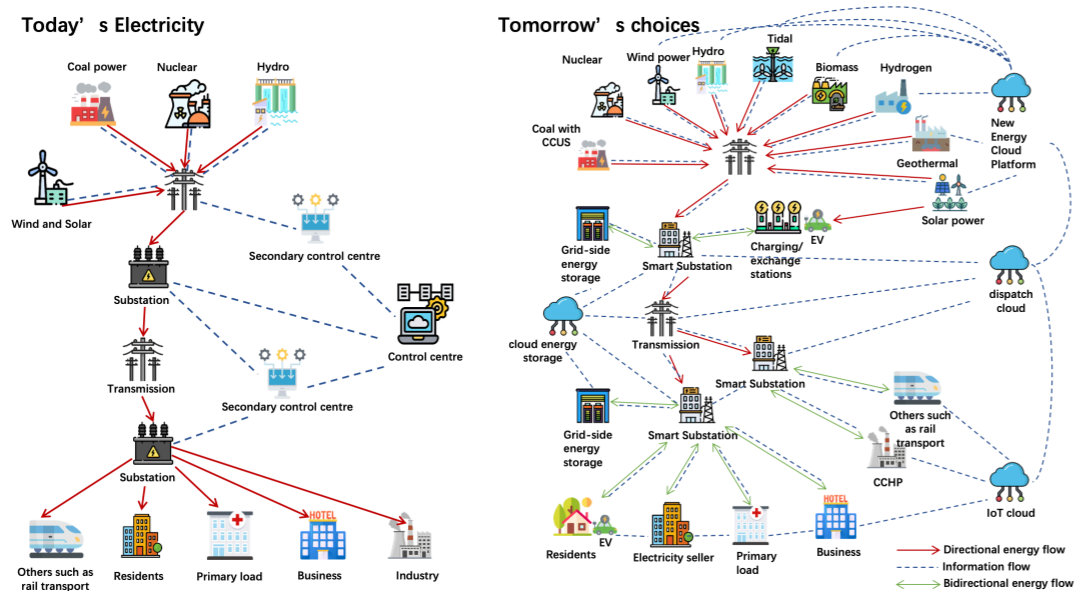 Today’s Electricity
Coal power
Nuclear
Hydro
Wind and Solar
Secondary control centre
Substation
Control centre
Transmission
Secondary control centre
Substation
HOTEL
Others such as
rail transport
Residents
Primary load
Business
Industry
Tomorrow’s choices
Tidal
Wind power
Hydro
Nuclear
Biomass
Hydrogen
New
Energy
Cloud
Platform
Coal with
CCUS
Geothermal
Solar power
Grid-side
energy
storage
Smart Substation
Charging/
exchange
stations
EV
dispatch
cloud
cloud energy
storage
Transmission
Smart Substation
Others such
as rail
transport
Grid-side
energy
storage
Smart Substation
CCHP
IoT cloud
HOTEL
Residents
EV
Electricity seller
Primary
load
Business
Directional energy flow
Information flow
Bidirectional energy flow